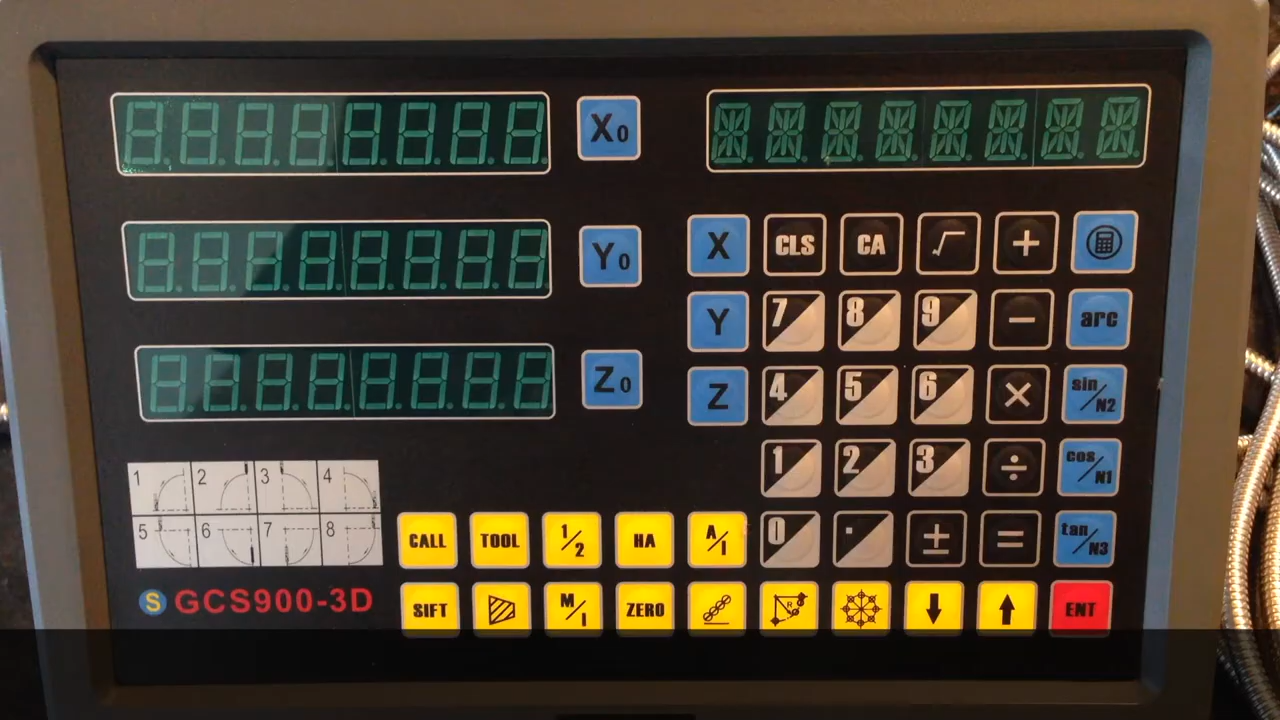 X0
Y0
Z0
X CLS CA √ +
Y 7 8 9 − arc
Z 4 5 6 × sin/N2
1 2 3 ÷ cos/N1
0 . ± = tan/N3
1 2 3 4
5 6 7 8
CALL TOOL 1/2 HA A/I
SIFT M/I ZERO R ↓ ↑ ENT
S GCS900-3D